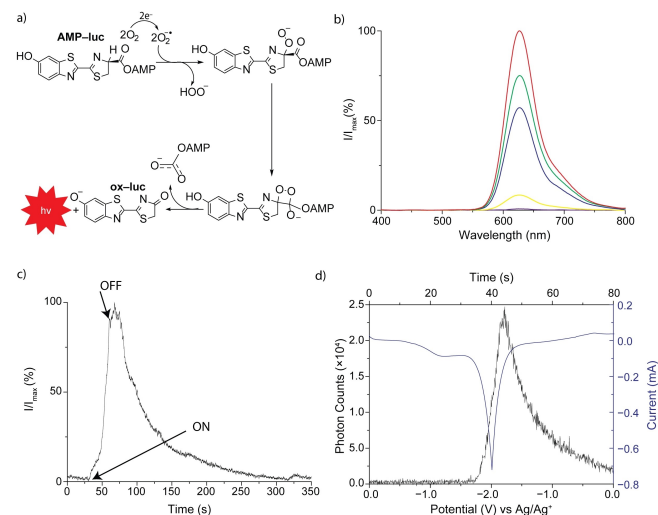 a)
AMP–luc
2O₂
2e⁻
2O₂⁻•
HO
S
N
N
S
H
O
OAMP
HOO⁻
HO
S
N
N
S
O
O⁻
O
OAMP
OAMP
O⁻
O
hν
+
⁻O
ox–luc
S
N
N
S
O
HO
S
N
N
S
O-O
OAMP
O⁻
b)
I/Iₘₐₓ (%)
100
80
60
40
20
0
400 500 600 700 800
Wavelength (nm)
c)
OFF
ON
I/Iₘₐₓ (%)
100
50
0
0 50 100 150 200 250 300 350
Time (s)
d)
Time (s)
0 20 40 60 80
Photon Counts (×10⁴)
2.5
2.0
1.5
1.0
5.0
0.0
0.2
0.0
−0.2
−0.4
−0.6
−0.8
Current (mA)
0.0 −1.0 −2.0 −1.0 0.0
Potential (V) vs Ag/Ag⁺